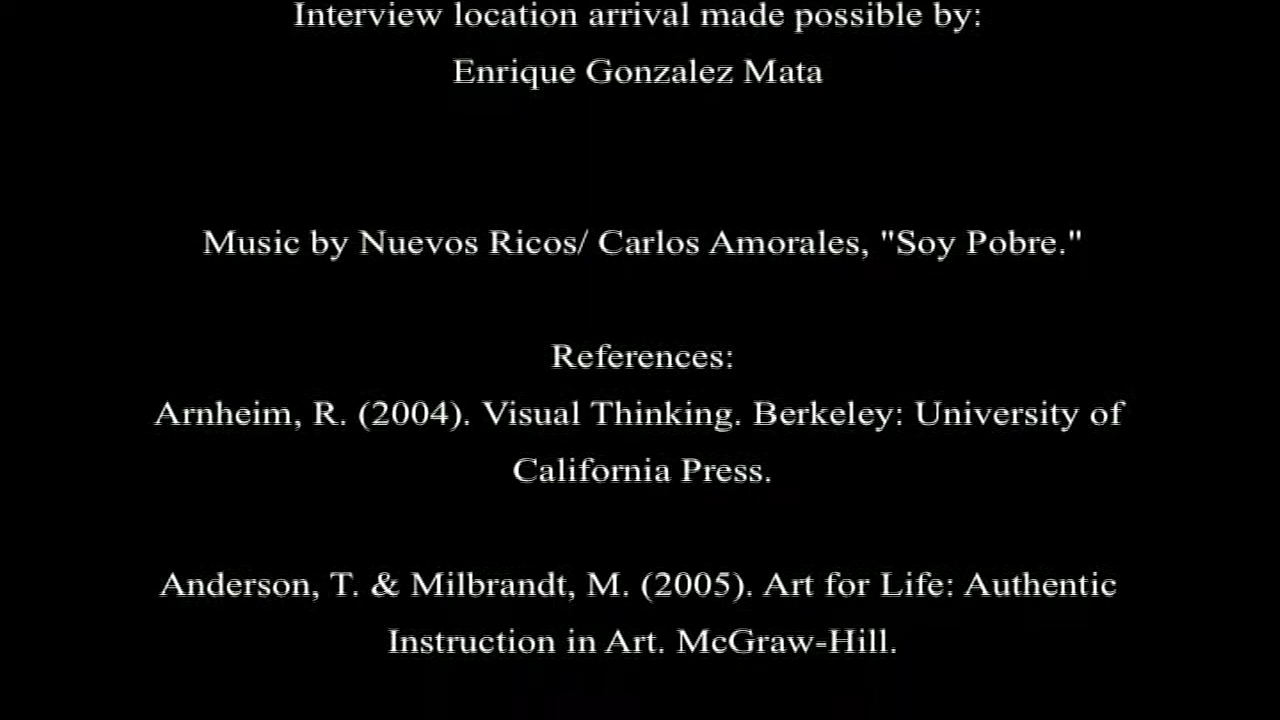 Interview location arrival made possible by:
Enrique Gonzalez Mata
Music by Nuevos Ricos/ Carlos Amorales, "Soy Pobre."
References:
Arnheim, R. (2004). Visual Thinking. Berkeley: University of
California Press.
Anderson, T. & Milbrandt, M. (2005). Art for Life: Authentic
Instruction in Art. McGraw-Hill.